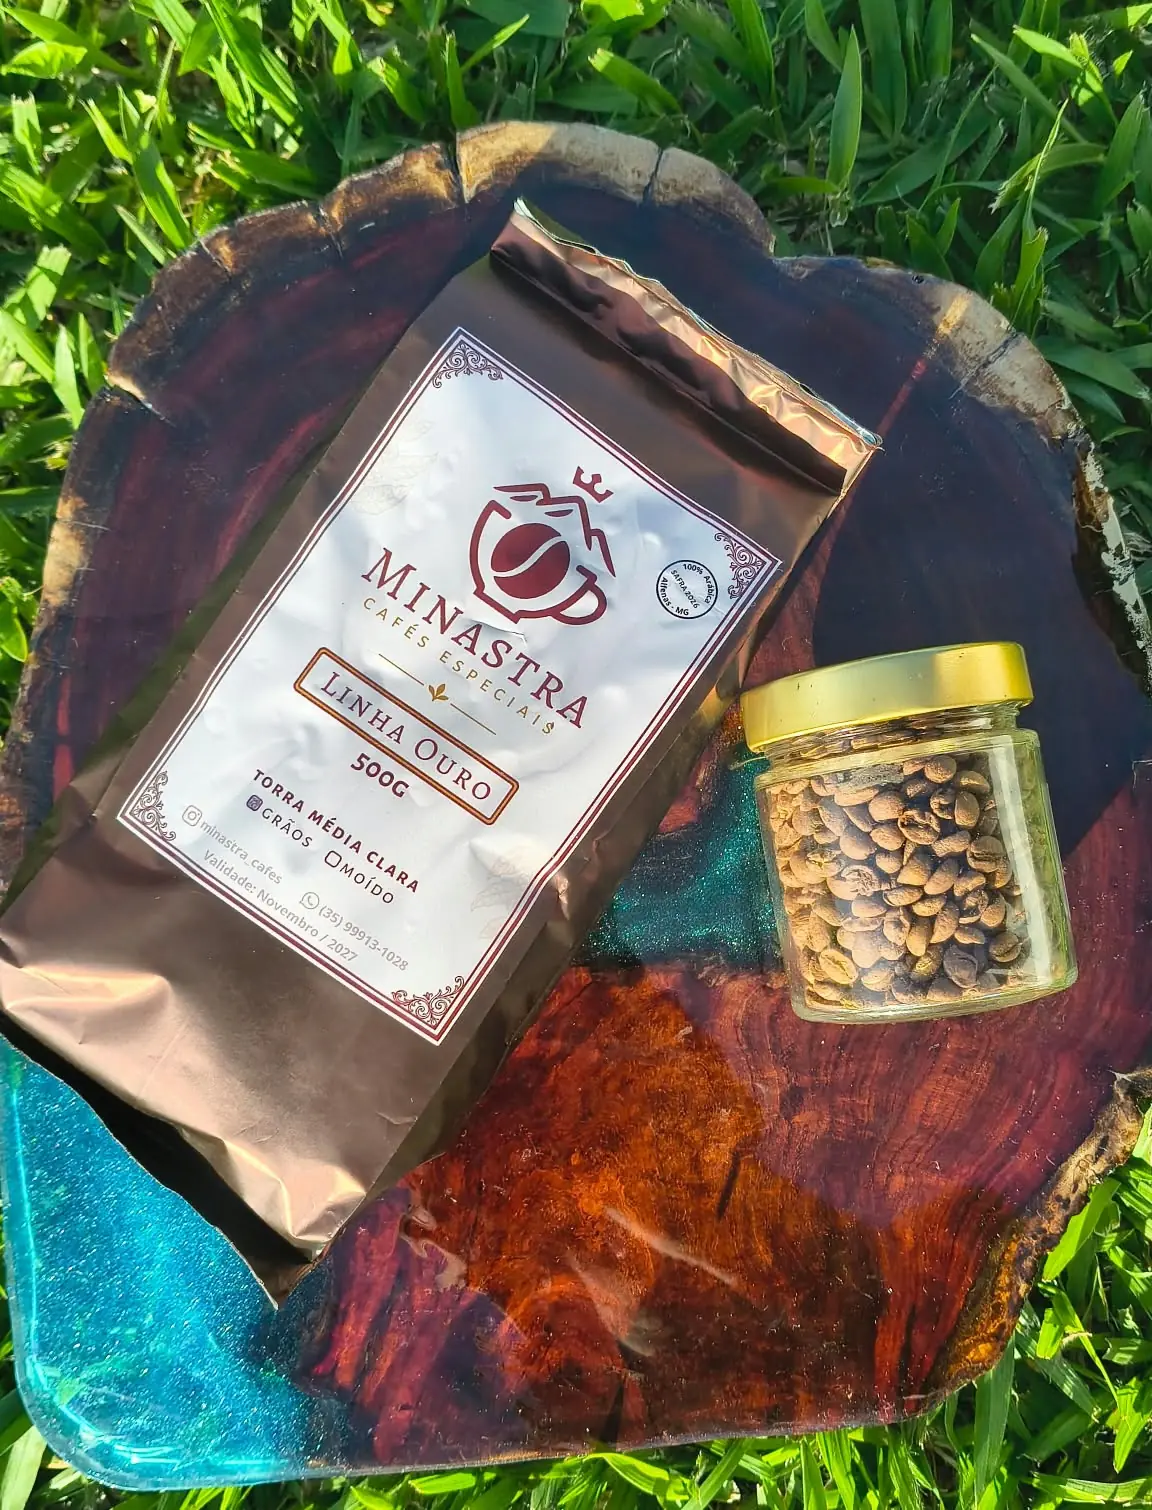 100% Arábica
SAFRA 2026
Alfenas - MG
MINASTRA
CAFÉS ESPECIAIS
LINHA OURO
500G
TORRA MÉDIA CLARA
GRÃOS MOÍDO
minastra_cafes (35) 99913-1028
Validade: Novembro / 2027